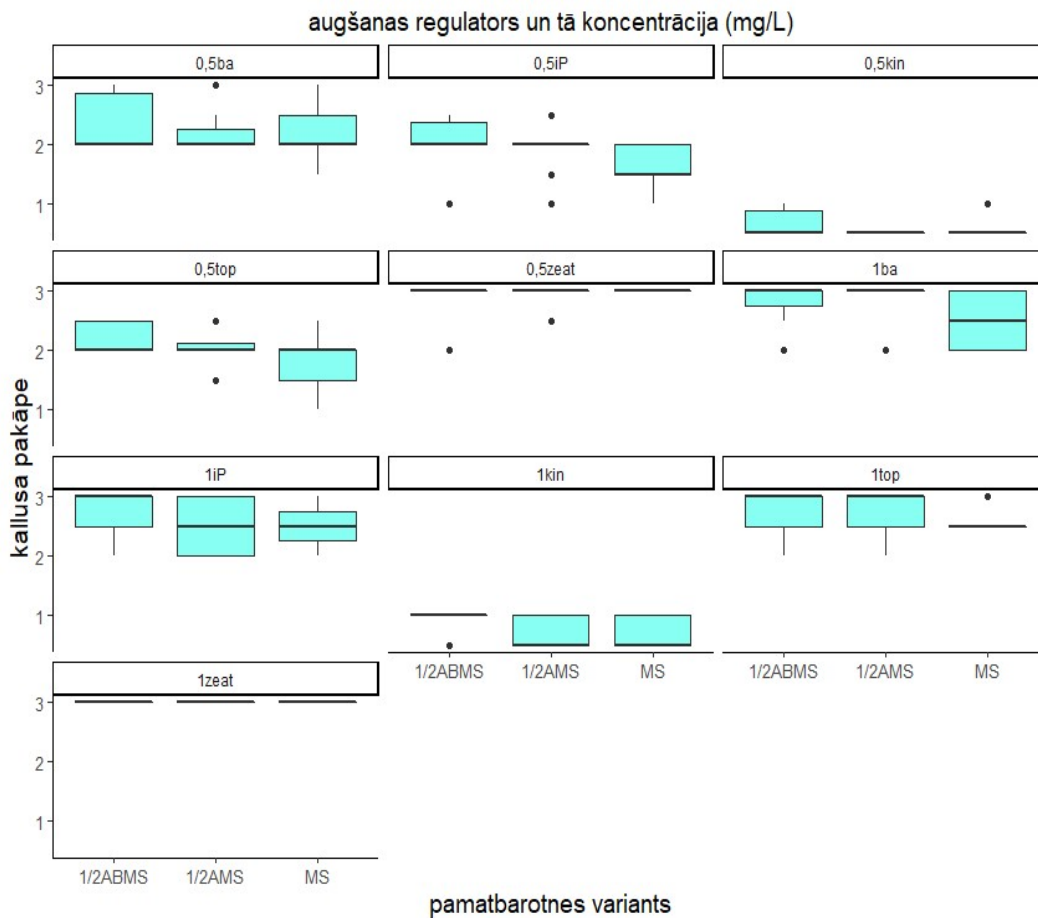 augšanas regulators un tā koncentrācija (mg/L)
0,5ba
0,5iP
0,5kin
3
2
1
0,5top
0,5zeat
1ba
3
2
1
1iP
1kin
1top
3
2
1
1/2ABMS
1/2AMS
MS
1/2ABMS
1/2AMS
MS
1zeat
3
2
1
1/2ABMS
1/2AMS
MS
kallusa pakāpe
pamatbarotnes variants